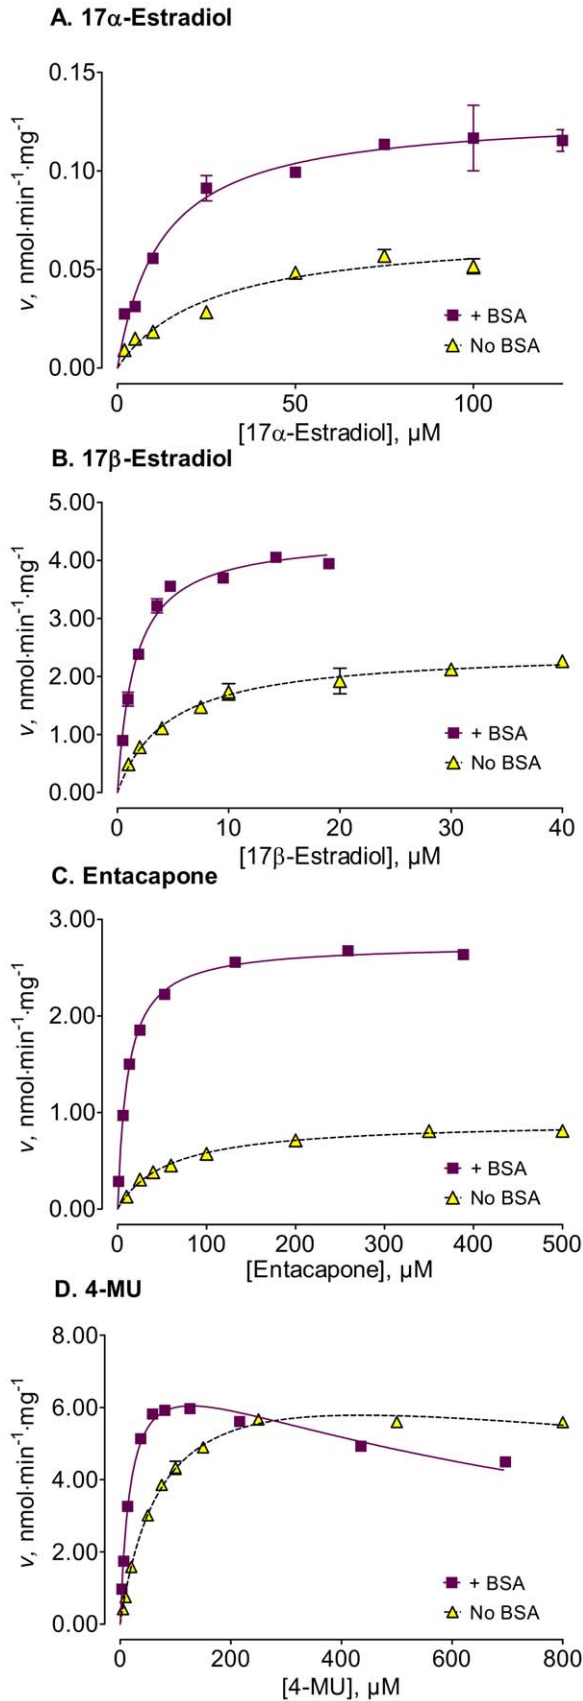 A. 17α-Estradiol
0.15
0.10
0.05
0.00
v, nmol·min⁻¹·mg⁻¹
+ BSA
No BSA
0 50 100
[17α-Estradiol], µM
B. 17β-Estradiol
5.00
4.00
3.00
2.00
1.00
0.00
v, nmol·min⁻¹·mg⁻¹
+ BSA
No BSA
0 10 20 30 40
[17β-Estradiol], µM
C. Entacapone
3.00
2.00
1.00
0.00
v, nmol·min⁻¹·mg⁻¹
+ BSA
No BSA
0 100 200 300 400 500
[Entacapone], µM
D. 4-MU
8.00
6.00
4.00
2.00
0.00
v, nmol·min⁻¹·mg⁻¹
+ BSA
No BSA
0 200 400 600 800
[4-MU], µM